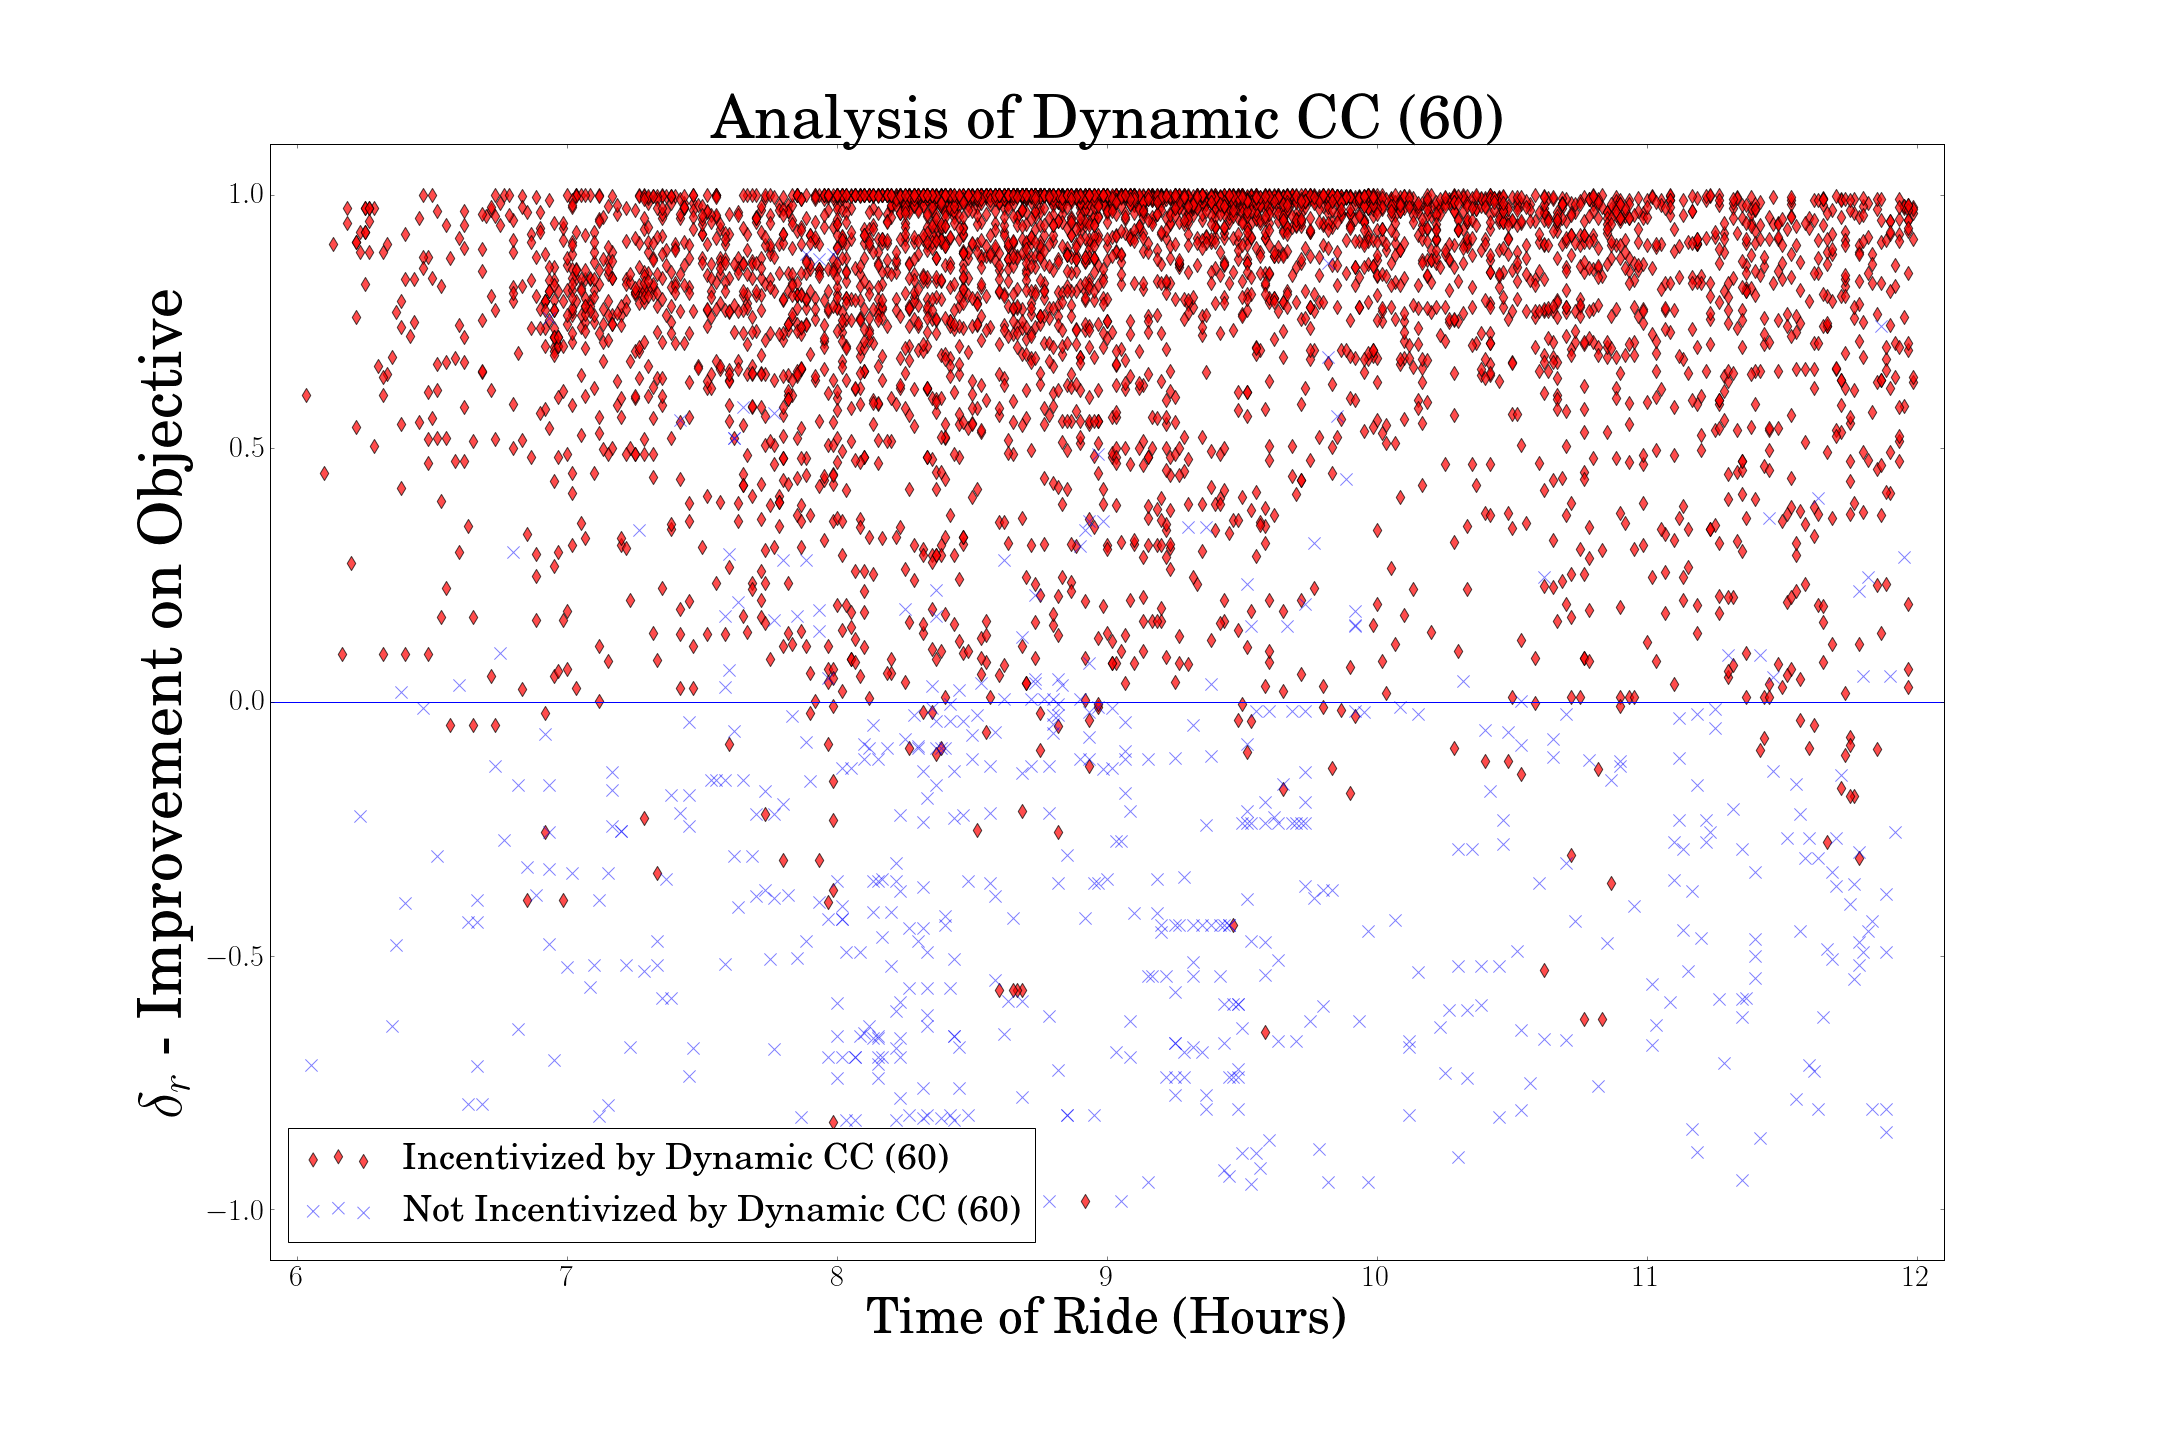 Analysis of Dynamic CC (60)
δr - Improvement on Objective
1.0
0.5
0.0
−0.5
−1.0
Incentivized by Dynamic CC (60)
Not Incentivized by Dynamic CC (60)
6 7 8 9 10 11 12
Time of Ride (Hours)